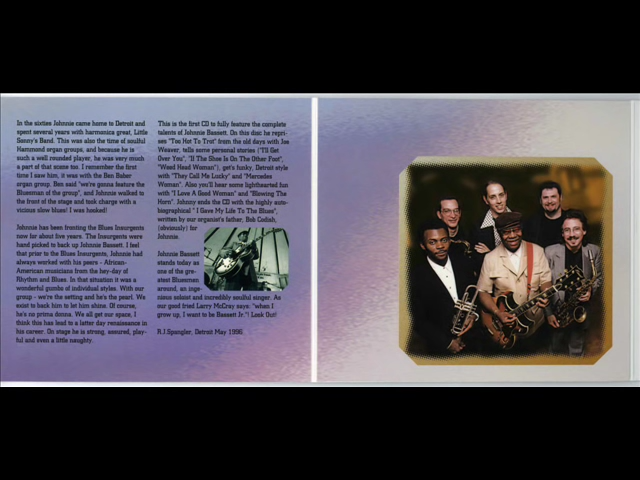 In the sixties Johnnie came home to Detroit and
spent several years with harmonica great, Little
Sonny's Band. This was also the time of soulful
Hammond organ groups, and because he is
such a well rounded player, he was very much
a part of that scene too. I remember the first
time I saw him, it was with the Ben Baber
organ group. Ben said "we're gonna feature the
Bluesman of the group", and Johnnie walked to
the front of the stage and took charge with a
vicious slow blues! I was hooked!
Johnnie has been fronting the Blues Insurgents
now for about five years. The Insurgents were
hand picked to back up Johnnie Bassett. I feel
that prior to the Blues Insurgents, Johnnie had
always worked with his peers - African-
American musicians from the hey-day of
Rhythm and Blues. In that situation it was a
wonderful gumbo of individual styles. With our
group - we're the setting and he's the pearl. We
exist to back him to let him shine. Of course,
he's no prima donna. We all get our space. I
think this has lead to a latter day renaissance in
his career. On stage he is strong, assured, play-
ful and even a little naughty.
This is the first CD to fully feature the complete
talents of Johnnie Bassett. On this disc he repri-
ses "Too Hot To Trot" from the old days with Joe
Weaver, tells some personal stories ("I'll Get
Over You", "If The Shoe Is On The Other Foot",
"Weed Head Woman"), get's funky, Detroit style
with "They Call Me Lucky" and "Mercedes
Woman". Also you'll hear some lighthearted fun
with "I Love A Good Woman" and "Blowing The
Horn". Johnny ends the CD with the highly auto-
biographical " I Gave My Life To The Blues",
written by our organist's father, Bob Codish,
(obviously) for
Johnnie.
Johnnie Bassett
stands today as
one of the gre-
atest Bluesmen
around, an inge-
nious soloist and incredibly soulful singer. As
our good fried Larry McCray says: "when I
grow up, I want to be Bassett Jr."! Look Out!
R.J.Spangler, Detroit May 1996.